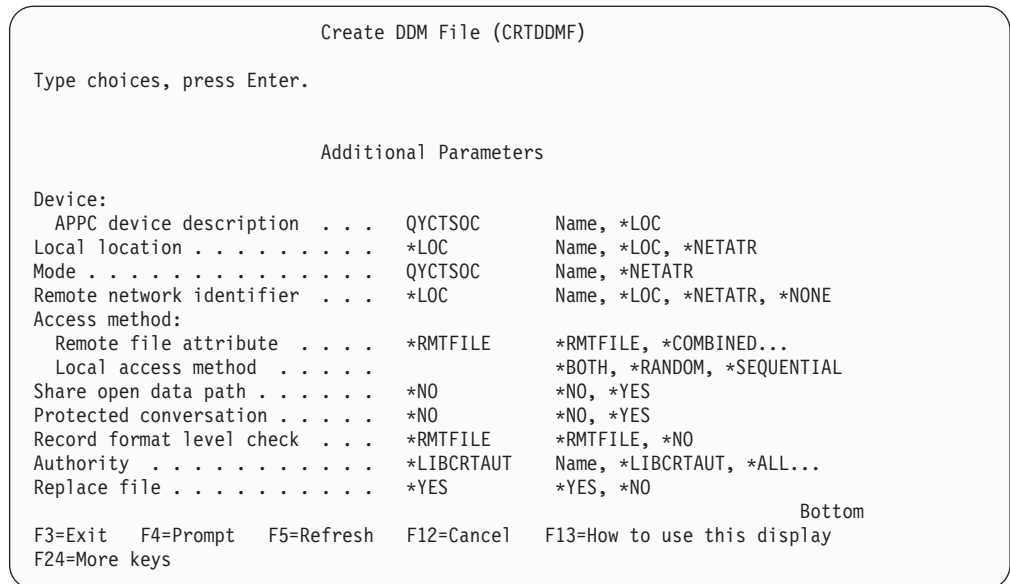 Create DDM File (CRTDDMF)
Type choices, press Enter.
Additional Parameters
Device:
APPC device description . . . QYCTSOC Name, *LOC
Local location . . . . . . . . . *LOC Name, *LOC, *NETATR
Mode . . . . . . . . . . . . . . QYCTSOC Name, *NETATR
Remote network identifier . . . *LOC Name, *LOC, *NETATR, *NONE
Access method:
Remote file attribute . . . . *RMTFILE *RMTFILE, *COMBINED...
Local access method . . . . . *BOTH, *RANDOM, *SEQUENTIAL
Share open data path . . . . . . *NO *NO, *YES
Protected conversation . . . . . *NO *NO, *YES
Record format level check . . . *RMTFILE *RMTFILE, *NO
Authority . . . . . . . . . . . *LIBCRTAUT Name, *LIBCRTAUT, *ALL...
Replace file . . . . . . . . . . *YES *YES, *NO
Bottom
F3=Exit F4=Prompt F5=Refresh F12=Cancel F13=How to use this display
F24=More keys